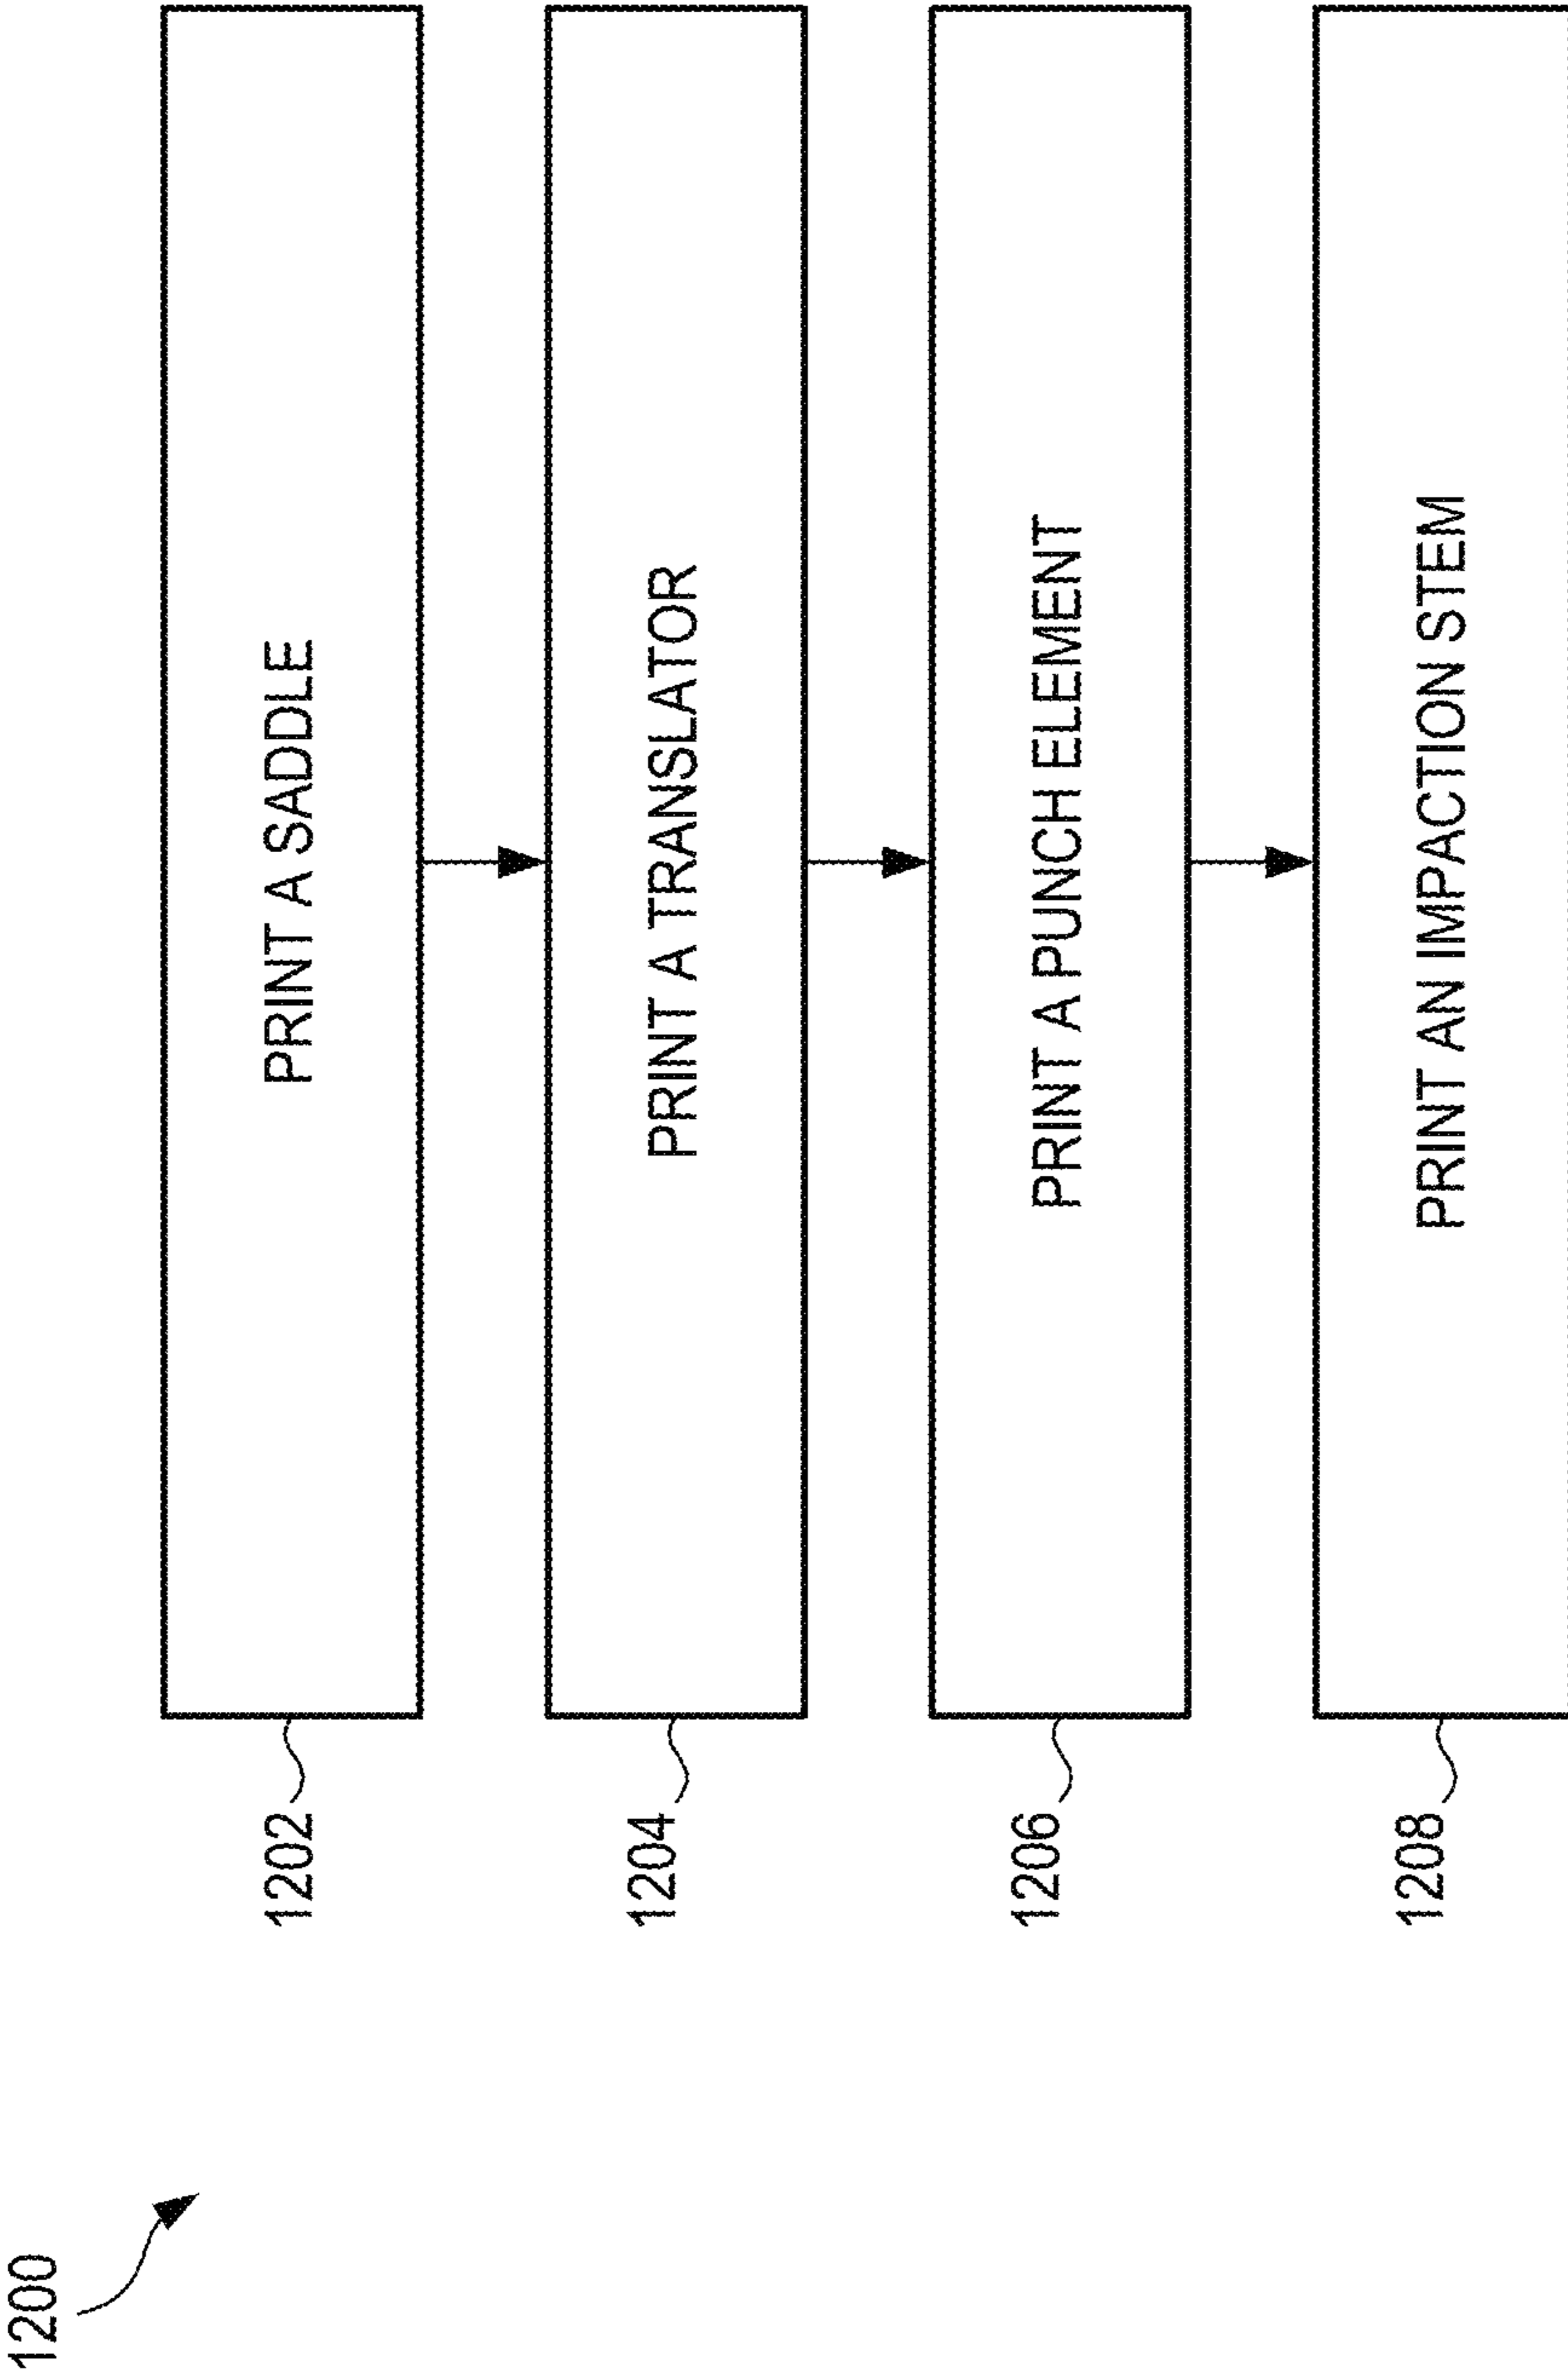 1200
1202
PRINT A SADDLE
1204
PRINT A TRANSLATOR
1206
PRINT A PUNCH ELEMENT
1208
PRINT AN IMPACTION STEM